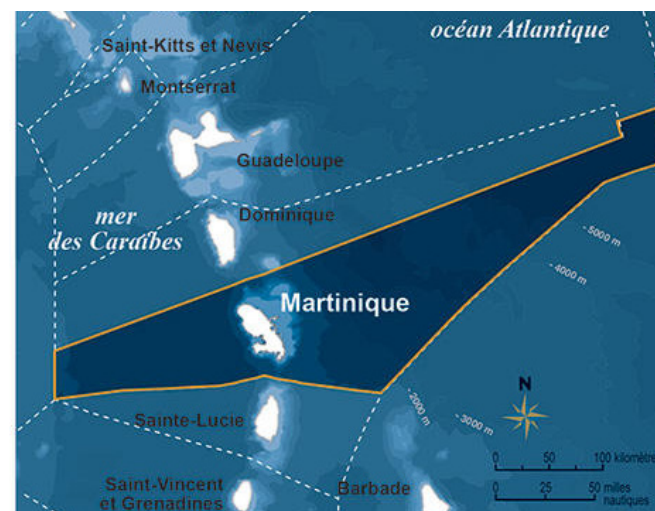 océan Atlantique
Saint-Kitts et Nevis
Montserrat
Guadeloupe
mer
des Caraïbes
Dominique
- 5000 m
- 4000 m
Martinique
N
- 2000 m
- 3000 m
Sainte-Lucie
0 50 100 kilomètre
Saint-Vincent
et Grenadines
Barbade
0 25 50 milles
nautiques